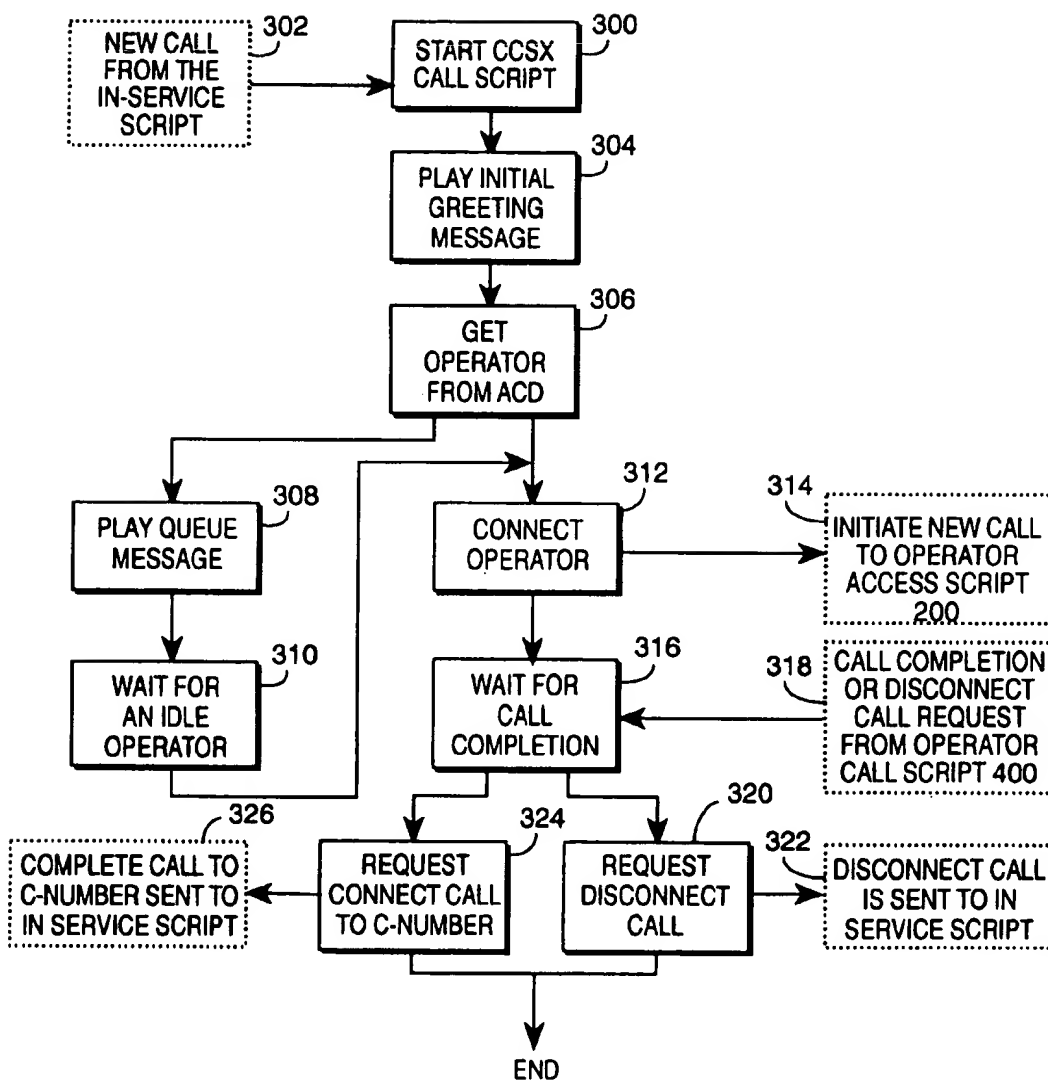 302
NEW CALL
FROM THE
IN-SERVICE
SCRIPT
300
START CCSX
CALL SCRIPT
304
PLAY INITIAL
GREETING
MESSAGE
306
GET
OPERATOR
FROM ACD
308
PLAY QUEUE
MESSAGE
312
CONNECT
OPERATOR
314
INITIATE NEW CALL
TO OPERATOR
ACCESS SCRIPT
200
310
WAIT FOR
AN IDLE
OPERATOR
316
WAIT FOR
CALL
COMPLETION
318
CALL COMPLETION
OR DISCONNECT
CALL REQUEST
FROM OPERATOR
CALL SCRIPT 400
326
COMPLETE CALL TO
C-NUMBER SENT TO
IN SERVICE SCRIPT
324
REQUEST
CONNECT CALL
TO C-NUMBER
320
REQUEST
DISCONNECT
CALL
322
DISCONNECT CALL
IS SENT TO IN
SERVICE SCRIPT
END